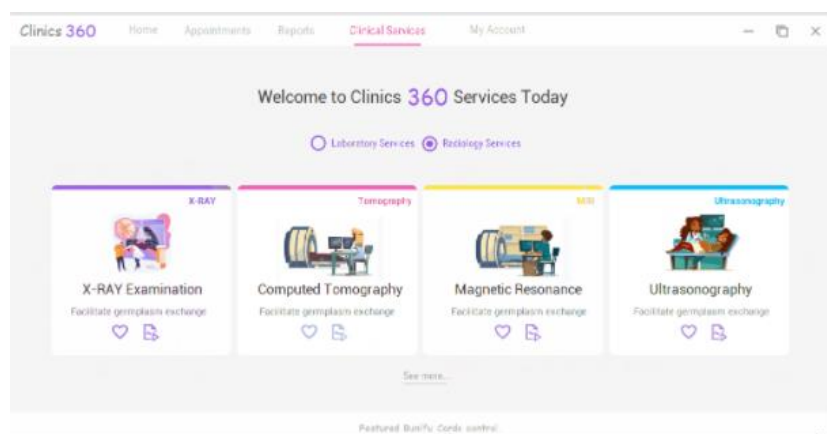 Clinics 360 Home Appointments Reports Clinical Services My Account
Welcome to Clinics 360 Services Today
Laboratory Services Radiology Services
X-RAY Tomography MRI Ultrasonography
X-RAY Examination Computed Tomography Magnetic Resonance Ultrasonography
Facilitate germplasm exchange Facilitate germplasm exchange Facilitate germplasm exchange Facilitate germplasm exchange
See more...
Featured Bunifu Cards control